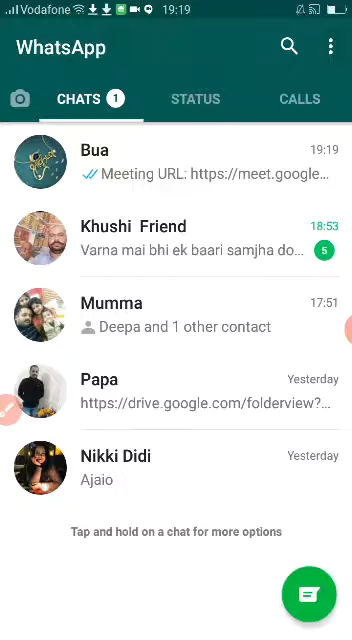 Vodafone 19:19
WhatsApp
CHATS 1 STATUS CALLS
Bua 19:19
Meeting URL: https://meet.google...
Khushi Friend 18:53
Varna mai bhi ek baari samjha do... 5
Mumma 17:51
Deepa and 1 other contact
Papa Yesterday
https://drive.google.com/folderview?...
Nikki Didi Yesterday
Ajaio
Tap and hold on a chat for more options